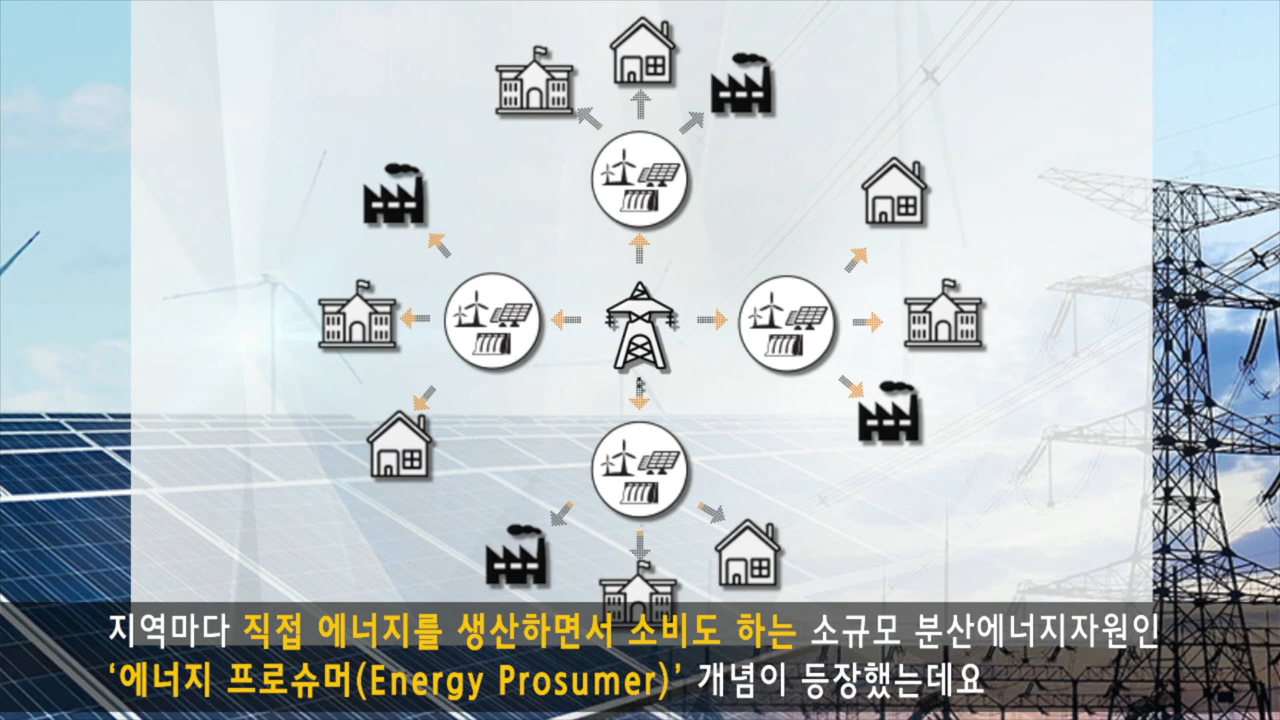 지역마다 직접 에너지를 생산하면서 소비도 하는 소규모 분산에너지자원인
‘에너지 프로슈머(Energy Prosumer)’ 개념이 등장했는데요